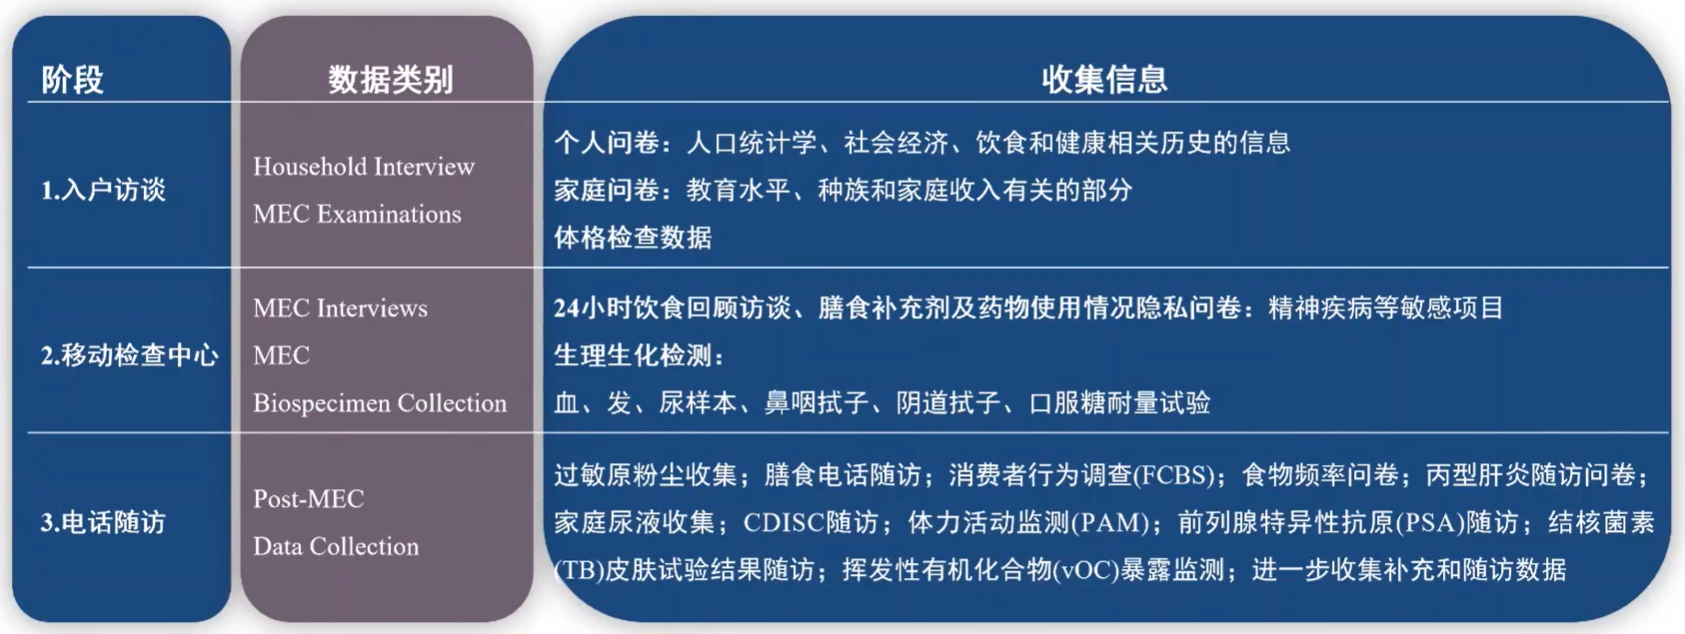 阶段
数据类别
收集信息
1.入户访谈
Household Interview
MEC Examinations
个人问卷：人口统计学、社会经济、饮食和健康相关历史的信息
家庭问卷：教育水平、种族和家庭收入有关的部分
体格检查数据
2.移动检查中心
MEC Interviews
MEC
Biospecimen Collection
24小时饮食回顾访谈、膳食补充剂及药物使用情况隐私问卷：精神疾病等敏感项目
生理生化检测：
血、发、尿样本、鼻咽拭子、阴道拭子、口服糖耐量试验
3.电话随访
Post-MEC
Data Collection
过敏原粉尘收集；膳食电话随访；消费者行为调查(FCBS)；食物频率问卷；丙型肝炎随访问卷；
家庭尿液收集；CDISC随访；体力活动监测(PAM)；前列腺特异性抗原(PSA)随访；结核菌素
(TB)皮肤试验结果随访；挥发性有机化合物(vOC)暴露监测；进一步收集补充和随访数据